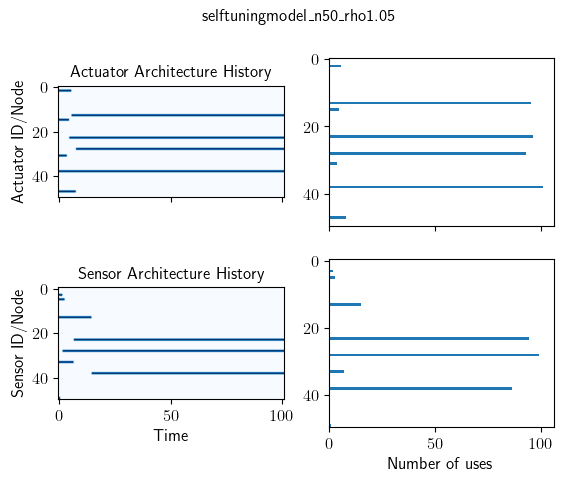 selftuningmodel_n50_rho1.05
Actuator Architecture History
Actuator ID/Node
0
20
40
0
20
40
Sensor Architecture History
Sensor ID/Node
0
20
40
0
50
100
Time
0
20
40
0
50
100
Number of uses